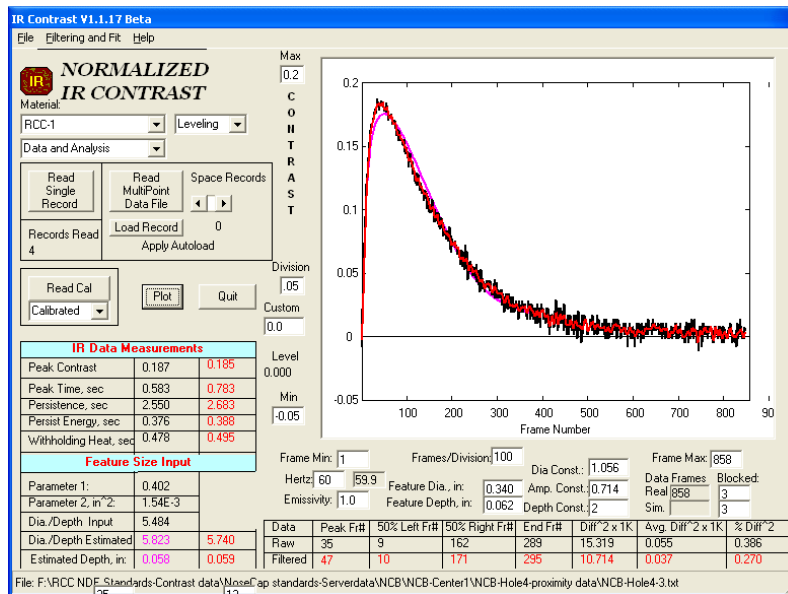 IR Contrast V1.1.17 Beta
File Filtering and Fit Help
IR
NORMALIZED
IR CONTRAST
Material:
RCC-1
Leveling
Data and Analysis
Read Single Record
Read MultiPoint Data File
Space Records
Load Record
0
Records Read
4
Apply Autoload
Read Cal
Calibrated
Plot
Quit
Max
0.2
CONTRAST
Division
.05
Custom
0.0
Level
0.000
Min
-0.05
0.2
0.15
0.1
0.05
0
-0.05
100 200 300 400 500 600 700 800 90
Frame Number
IR Data Measurements
Peak Contrast 0.187 0.185
Peak Time, sec 0.583 0.783
Persistence, sec 2.550 2.683
Persist Energy, sec 0.376 0.388
Withholding Heat, sec 0.478 0.495
Feature Size Input
Parameter 1: 0.402
Parameter 2, in^2: 1.54E-3
Dia./Depth Input 5.484
Dia./Depth Estimated 5.823 5.740
Estimated Depth, in: 0.058 0.059
Frame Min: 1
Frames/Division: 100
Frame Max: 858
Hertz: 60 59.9
Emissivity: 1.0
Feature Dia., in: 0.340
Feature Depth, in: 0.062
Dia Const.: 1.056
Amp. Const.: 0.714
Depth Const.: 2
Data Frames Blocked:
Real 858 3
Sim. 3
Data Peak Fr# 50% Left Fr# 50% Right Fr# End Fr# Diff^2 x 1K Avg. Diff^2 x 1K % Diff^2
Raw 35 9 162 289 15.319 0.055 0.386
Filtered 47 10 171 295 10.714 0.037 0.270
File: F:\RCC NDE Standards-Contrast data\NoseCap standards-Serverdata\NCB\NCB-Center1\NCB-Hole4-proximity data\NCB-Hole4-3.txt